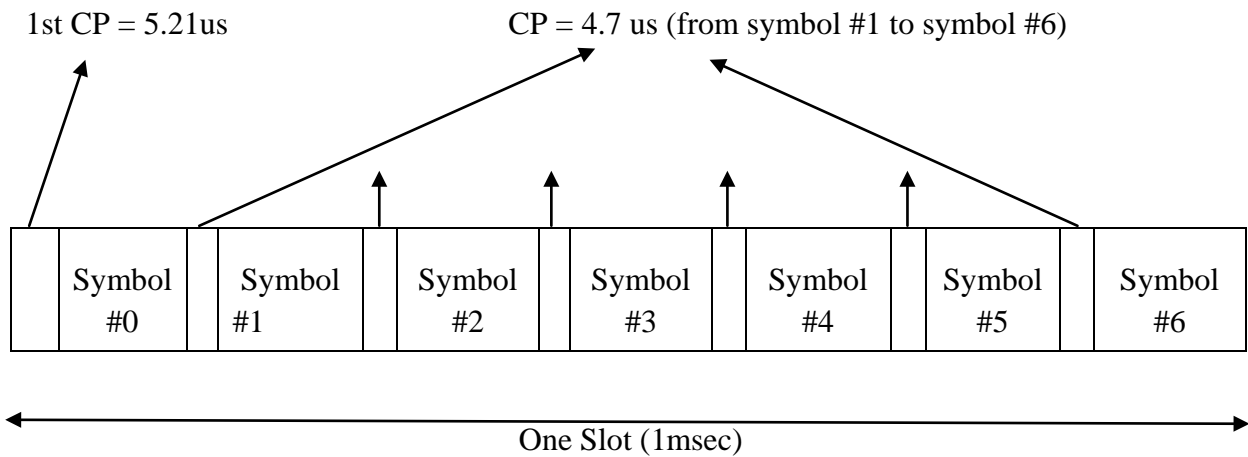 1st CP = 5.21us
CP = 4.7 us (from symbol #1 to symbol #6)
Symbol
#0
Symbol
#1
Symbol
#2
Symbol
#3
Symbol
#4
Symbol
#5
Symbol
#6
One Slot (1msec)